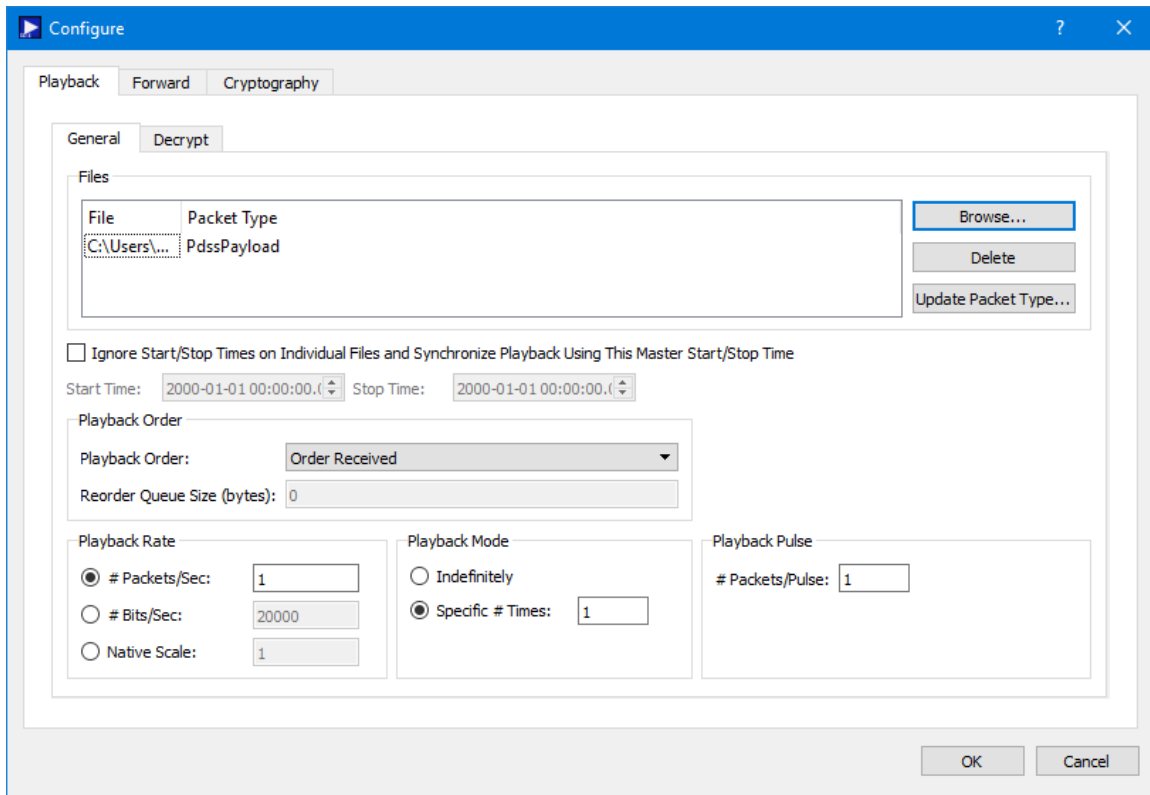 Configure
Playback Forward Cryptography
General Decrypt
Files
File Packet Type
C:\Users\... PdssPayload
Browse...
Delete
Update Packet Type...
Ignore Start/Stop Times on Individual Files and Synchronize Playback Using This Master Start/Stop Time
Start Time: 2000-01-01 00:00:00.( Stop Time: 2000-01-01 00:00:00.(
Playback Order
Playback Order: Order Received
Reorder Queue Size (bytes): 0
Playback Rate
# Packets/Sec: 1
# Bits/Sec: 20000
Native Scale: 1
Playback Mode
Indefinitely
Specific # Times: 1
Playback Pulse
# Packets/Pulse: 1
OK Cancel